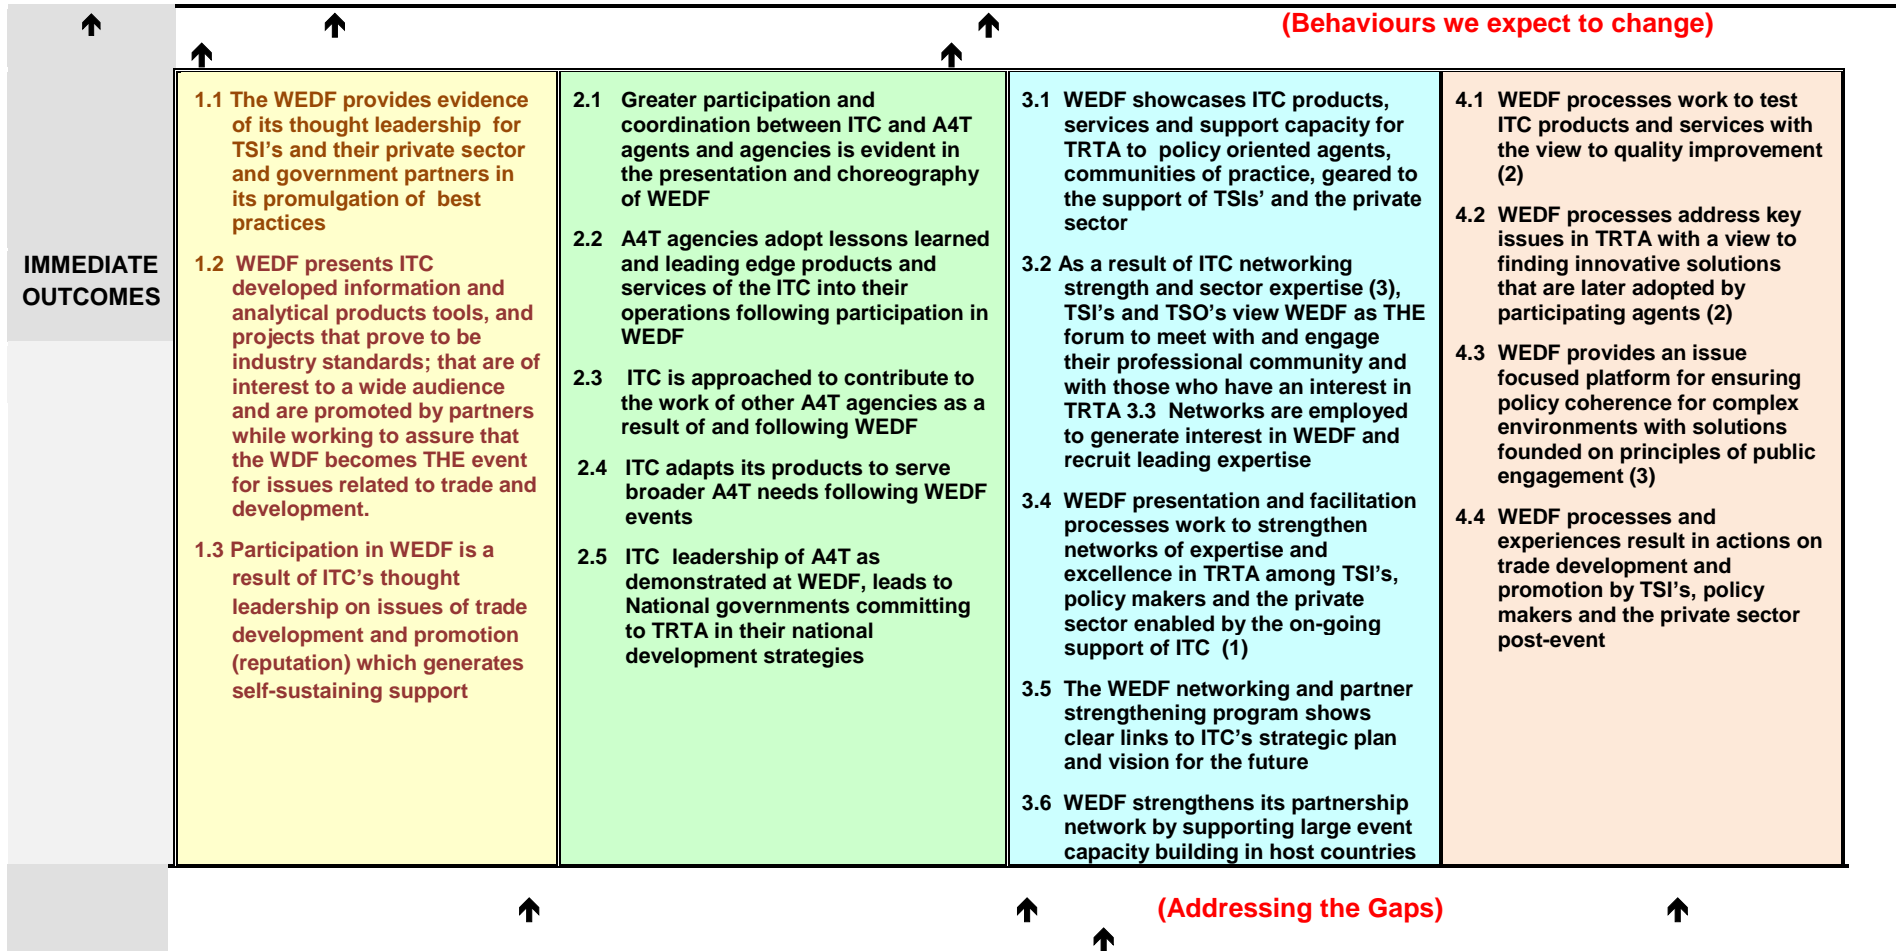 (Behaviours we expect to change)
IMMEDIATE
OUTCOMES
1.1 The WEDF provides evidence
of its thought leadership for
TSI's and their private sector
and government partners in
its promulgation of best
practices
1.2 WEDF presents ITC
developed information and
analytical products tools, and
projects that prove to be
industry standards; that are of
interest to a wide audience
and are promoted by partners
while working to assure that
the WDF becomes THE event
for issues related to trade and
development.
1.3 Participation in WEDF is a
result of ITC's thought
leadership on issues of trade
development and promotion
(reputation) which generates
self-sustaining support
2.1 Greater participation and
coordination between ITC and A4T
agents and agencies is evident in
the presentation and choreography
of WEDF
2.2 A4T agencies adopt lessons learned
and leading edge products and
services of the ITC into their
operations following participation in
WEDF
2.3 ITC is approached to contribute to
the work of other A4T agencies as a
result of and following WEDF
2.4 ITC adapts its products to serve
broader A4T needs following WEDF
events
2.5 ITC leadership of A4T as
demonstrated at WEDF, leads to
National governments committing
to TRTA in their national
development strategies
3.1 WEDF showcases ITC products,
services and support capacity for
TRTA to policy oriented agents,
communities of practice, geared to
the support of TSIs' and the private
sector
3.2 As a result of ITC networking
strength and sector expertise (3),
TSI's and TSO's view WEDF as THE
forum to meet with and engage
their professional community and
with those who have an interest in
TRTA 3.3 Networks are employed
to generate interest in WEDF and
recruit leading expertise
3.4 WEDF presentation and facilitation
processes work to strengthen
networks of expertise and
excellence in TRTA among TSI's,
policy makers and the private
sector enabled by the on-going
support of ITC (1)
3.5 The WEDF networking and partner
strengthening program shows
clear links to ITC's strategic plan
and vision for the future
3.6 WEDF strengthens its partnership
network by supporting large event
capacity building in host countries
4.1 WEDF processes work to test
ITC products and services with
the view to quality improvement
(2)
4.2 WEDF processes address key
issues in TRTA with a view to
finding innovative solutions
that are later adopted by
participating agents (2)
4.3 WEDF provides an issue
focused platform for ensuring
policy coherence for complex
environments with solutions
founded on principles of public
engagement (3)
4.4 WEDF processes and
experiences result in actions on
trade development and
promotion by TSI's, policy
makers and the private sector
post-event
(Addressing the Gaps)